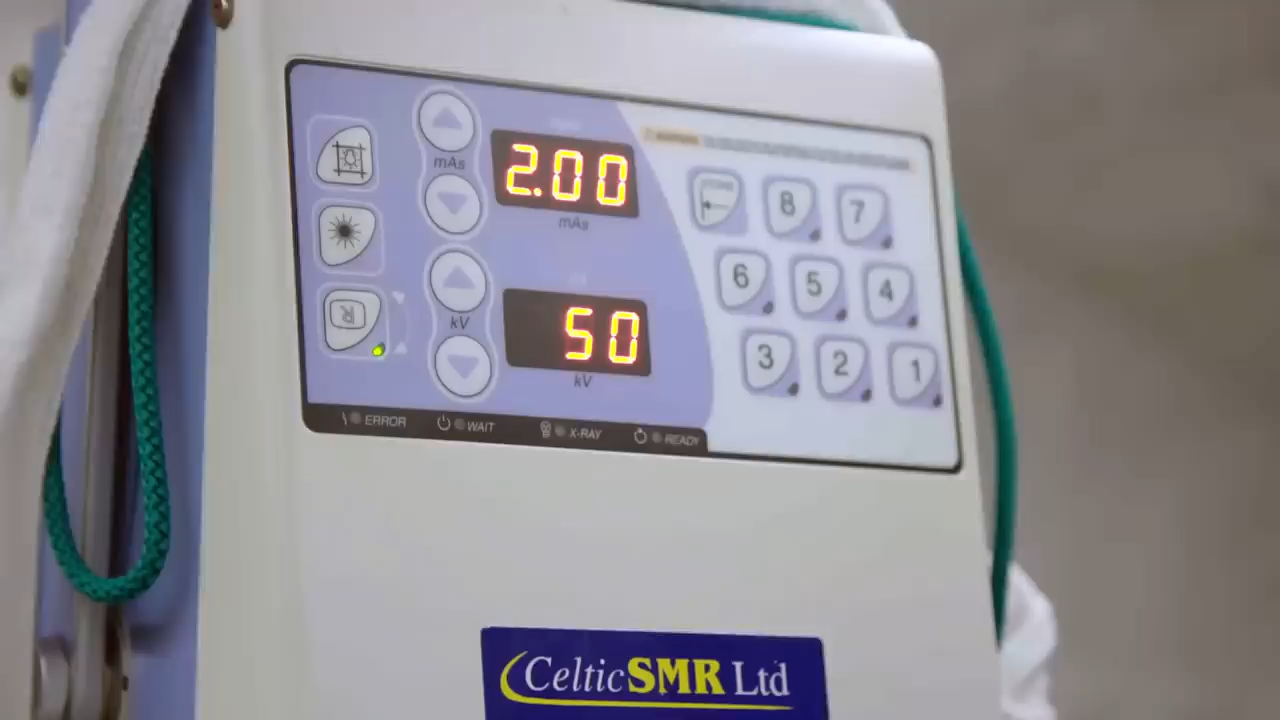 2.00
mAs
mAs
8 7
6 5 4
50
kV
kV
3 2 1
R
ERROR WAIT X-RAY READY
CelticSMR Ltd